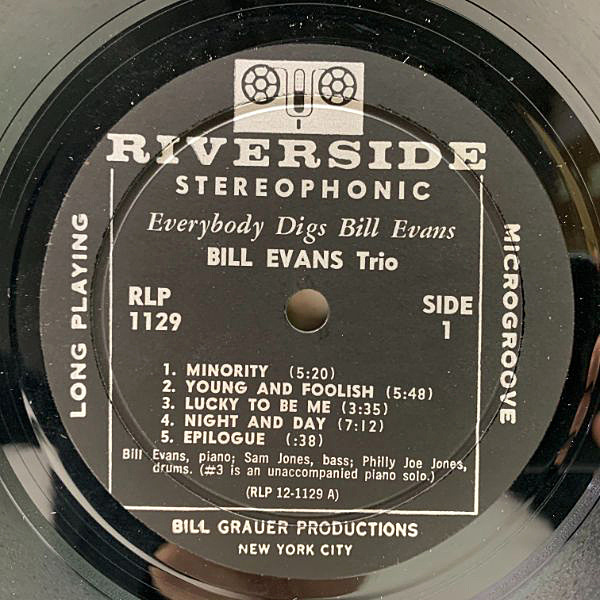 RIVERSIDE
STEREOPHONIC
Everybody Digs Bill Evans
BILL EVANS Trio
RLP
1129
SIDE
1
LONG PLAYING
MICROGROOVE
1. MINORITY (5:20)
2. YOUNG AND FOOLISH (5:48)
3. LUCKY TO BE ME (3:35)
4. NIGHT AND DAY (7:12)
5. EPILOGUE (:38)
Bill Evans, piano; Sam Jones, bass; Philly Joe Jones,
drums. (#3 is an unaccompanied piano solo.)
(RLP 12-1129 A)
BILL GRAUER PRODUCTIONS
NEW YORK CITY